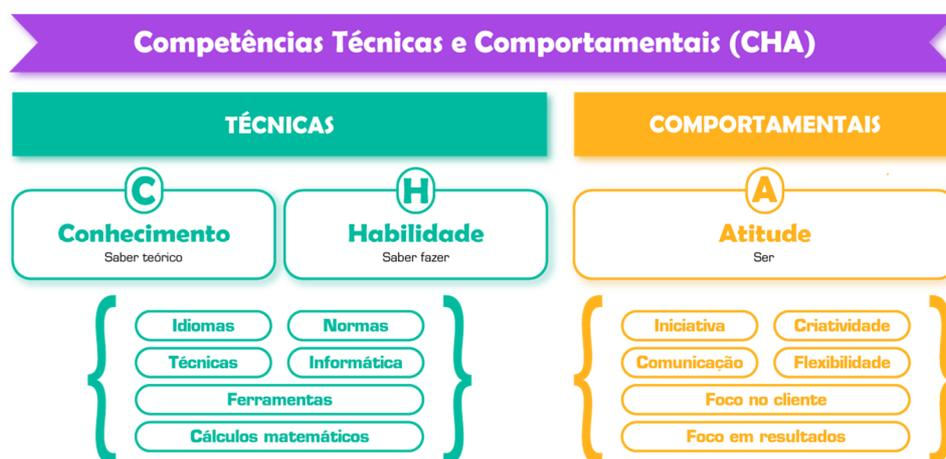 Competências Técnicas e Comportamentais (CHA)
TÉCNICAS
COMPORTAMENTAIS
C
Conhecimento
Saber teórico
H
Habilidade
Saber fazer
A
Atitude
Ser
Idiomas
Normas
Técnicas
Informática
Ferramentas
Cálculos matemáticos
Iniciativa
Criatividade
Comunicação
Flexibilidade
Foco no cliente
Foco em resultados